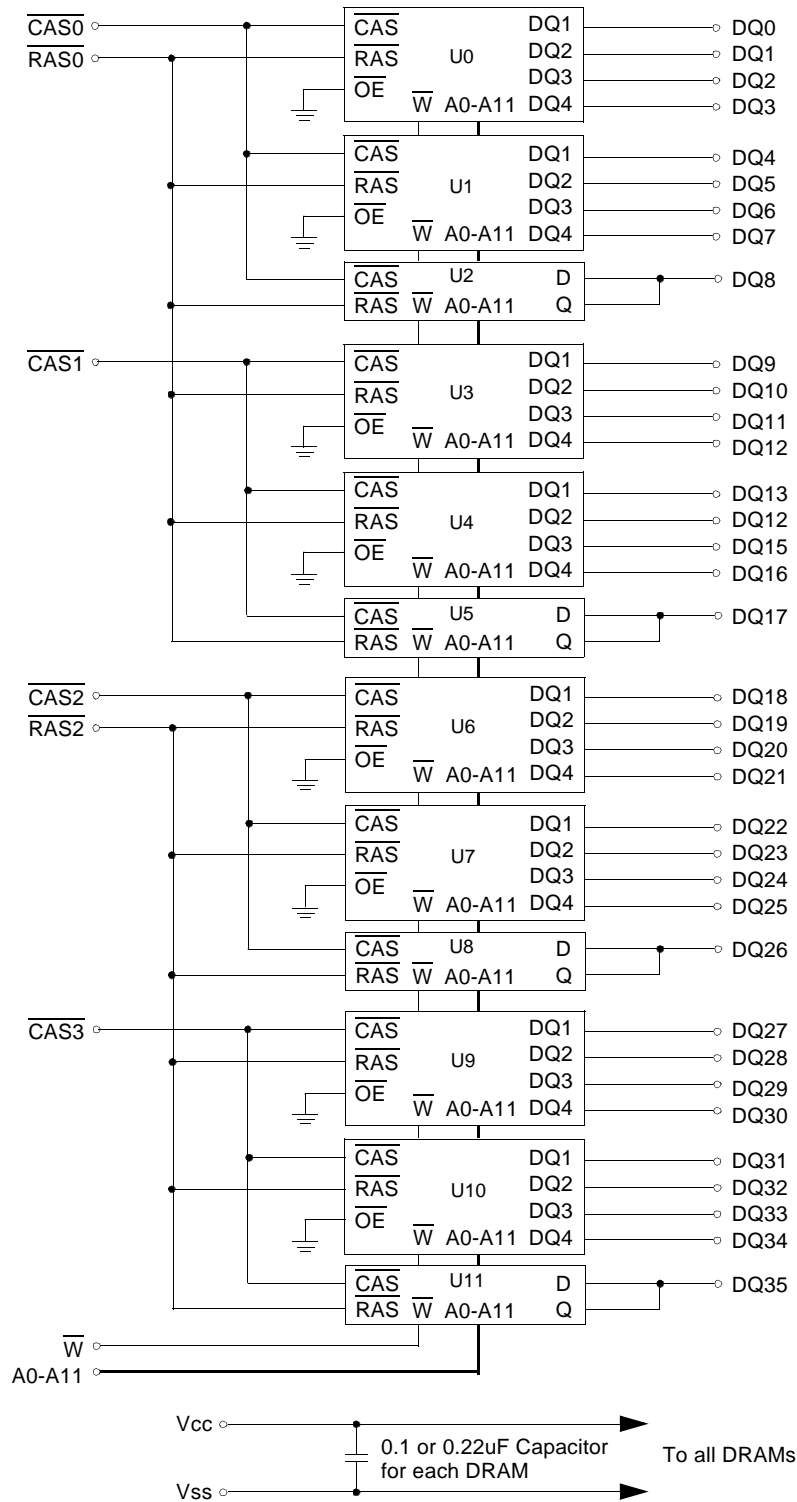 CAS0 CAS DQ1 DQ0
RAS0 RAS U0 DQ2 DQ1
OE DQ3 DQ2
W A0-A11 DQ4 DQ3
CAS DQ1 DQ4
RAS U1 DQ2 DQ5
OE DQ3 DQ6
W A0-A11 DQ4 DQ7
CAS U2 D DQ8
RAS W A0-A11 Q
CAS1 CAS DQ1 DQ9
RAS U3 DQ2 DQ10
OE DQ3 DQ11
W A0-A11 DQ4 DQ12
CAS DQ1 DQ13
RAS U4 DQ2 DQ12
OE DQ3 DQ15
W A0-A11 DQ4 DQ16
CAS U5 D DQ17
RAS W A0-A11 Q
CAS2 CAS DQ1 DQ18
RAS2 RAS U6 DQ2 DQ19
OE DQ3 DQ20
W A0-A11 DQ4 DQ21
CAS DQ1 DQ22
RAS U7 DQ2 DQ23
OE DQ3 DQ24
W A0-A11 DQ4 DQ25
CAS U8 D DQ26
RAS W A0-A11 Q
CAS3 CAS DQ1 DQ27
RAS U9 DQ2 DQ28
OE DQ3 DQ29
W A0-A11 DQ4 DQ30
CAS DQ1 DQ31
RAS U10 DQ2 DQ32
OE DQ3 DQ33
W A0-A11 DQ4 DQ34
CAS U11 D DQ35
RAS W A0-A11 Q
W
A0-A11
Vcc
0.1 or 0.22uF Capacitor
for each DRAM
To all DRAMs
Vss